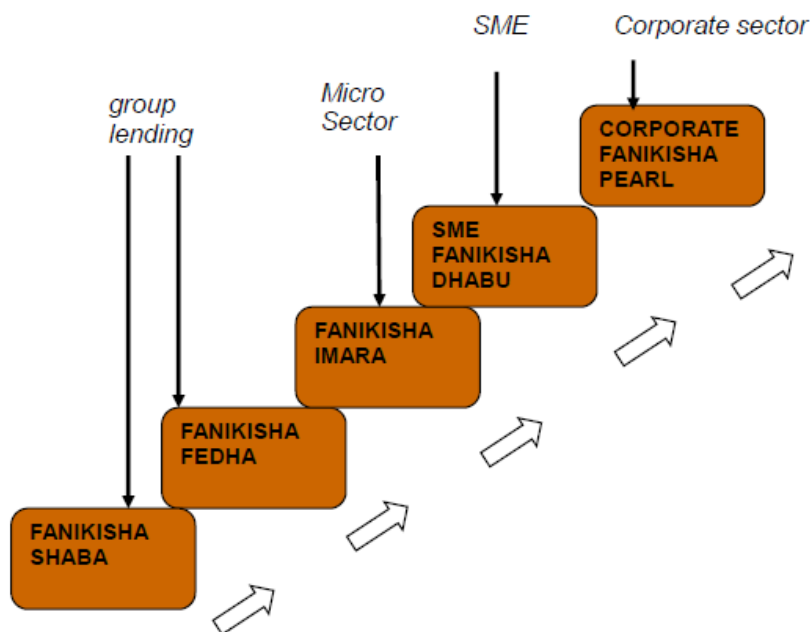 SME
Corporate sector
group
lending
Micro
Sector
CORPORATE
FANIKISHA
PEARL
SME
FANIKISHA
DHABU
FANIKISHA
IMARA
FANIKISHA
FEDHA
FANIKISHA
SHABA